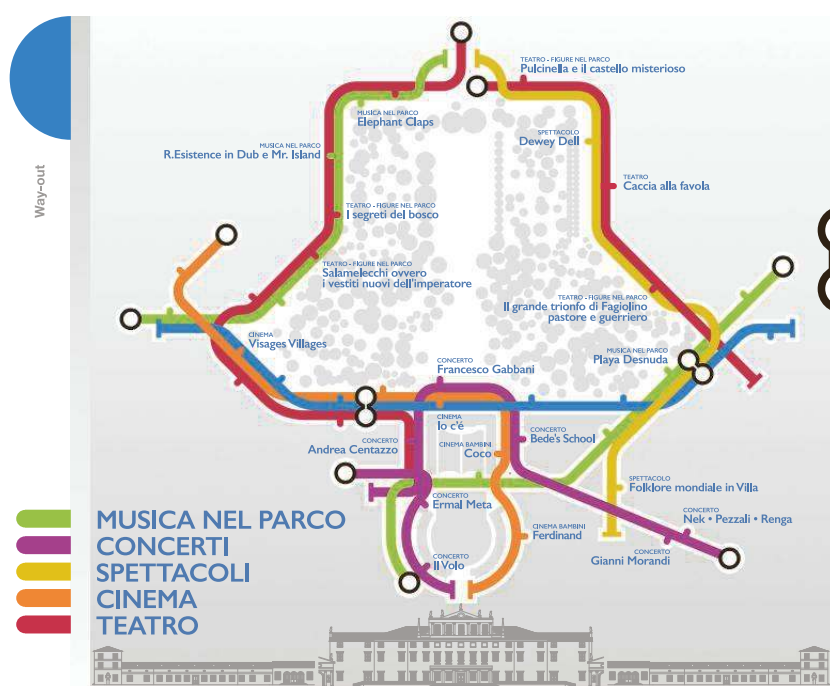 Way-out
TEATRO - FIGURE NEL PARCO
Pulcinella e il castello misterioso
MUSICA NEL PARCO
Elephant Claps
SPETTACOLO
Dewey Dell
MUSICA NEL PARCO
R.Esistence in Dub e Mr. Island
TEATRO
Caccia alla favola
TEATRO - FIGURE NEL PARCO
I segreti del bosco
TEATRO - FIGURE NEL PARCO
Salamelecchi ovvero
i vestiti nuovi dell'imperatore
TEATRO - FIGURE NEL PARCO
Il grande trionfo di Fagiolino
pastore e guerriero
CINEMA
Visages Villages
MUSICA NEL PARCO
Playa Desnuda
CONCERTO
Francesco Gabbani
CINEMA
Io c'é
CONCERTO
Andrea Centazzo
CINEMA BAMBINI
Coco
CONCERTO
Bede's School
CONCERTO
Ermal Meta
SPETTACOLO
Folklore mondiale in Villa
CONCERTO
Nek • Pezzali • Renga
CINEMA BAMBINI
Ferdinand
CONCERTO
Gianni Morandi
CONCERTO
Il Volo
MUSICA NEL PARCO
CONCERTI
SPETTACOLI
CINEMA
TEATRO